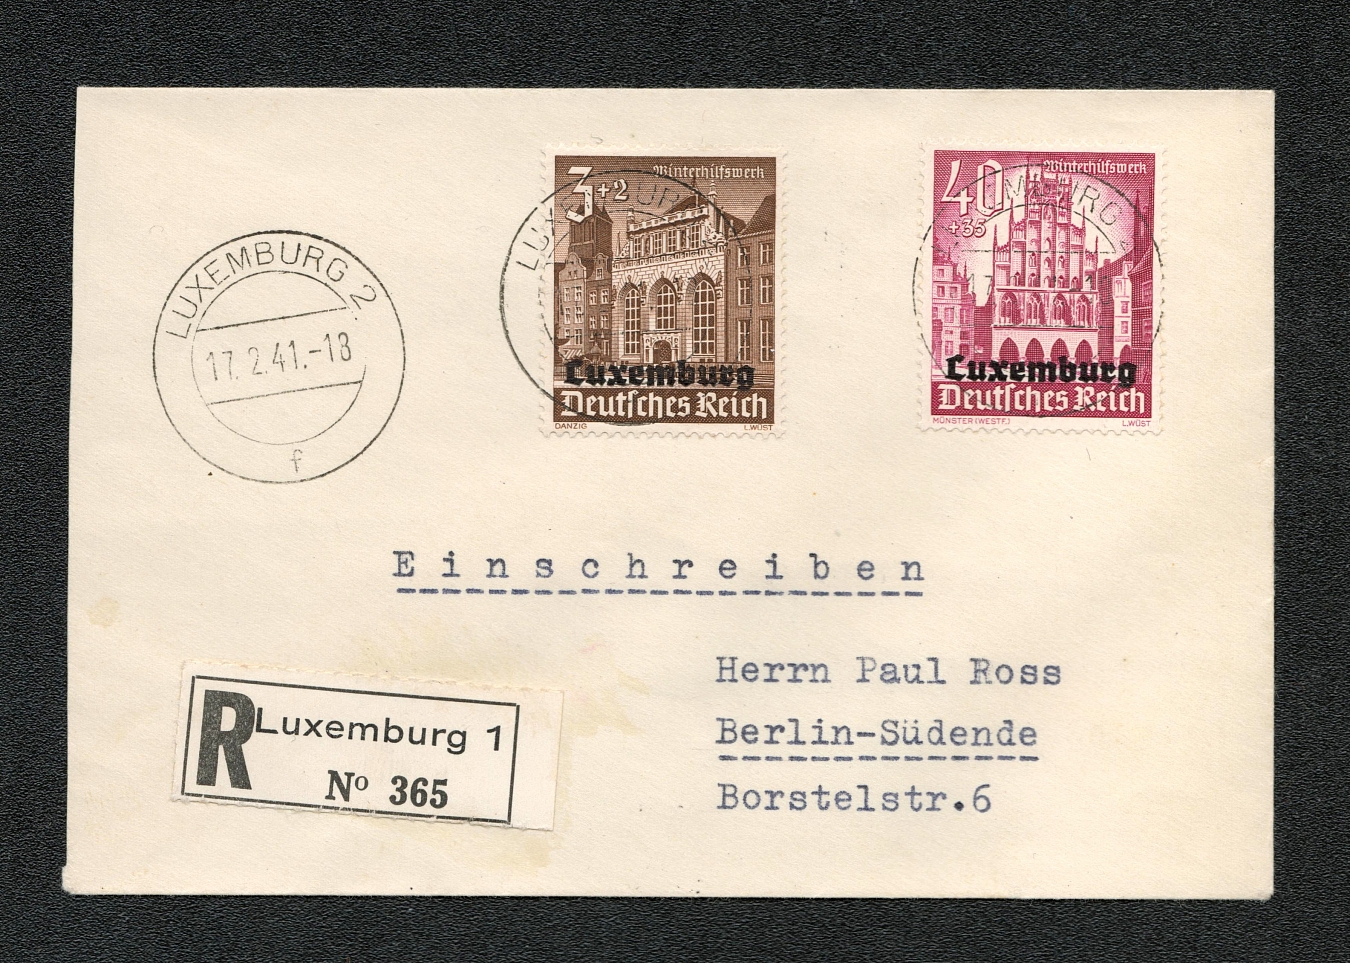 3+2 Winterhilfswerk
Luxemburg
Deutsches Reich
DANZIG L.WÜST
40+35 Winterhilfswerk
Luxemburg
Deutsches Reich
MÜNSTER (WESTF.) L.WÜST
LUXEMBURG 2
17.2.41.-18
f
Einschreiben
R Luxemburg 1
No 365
Herrn Paul Ross
Berlin-Südende
Borstelstr.6